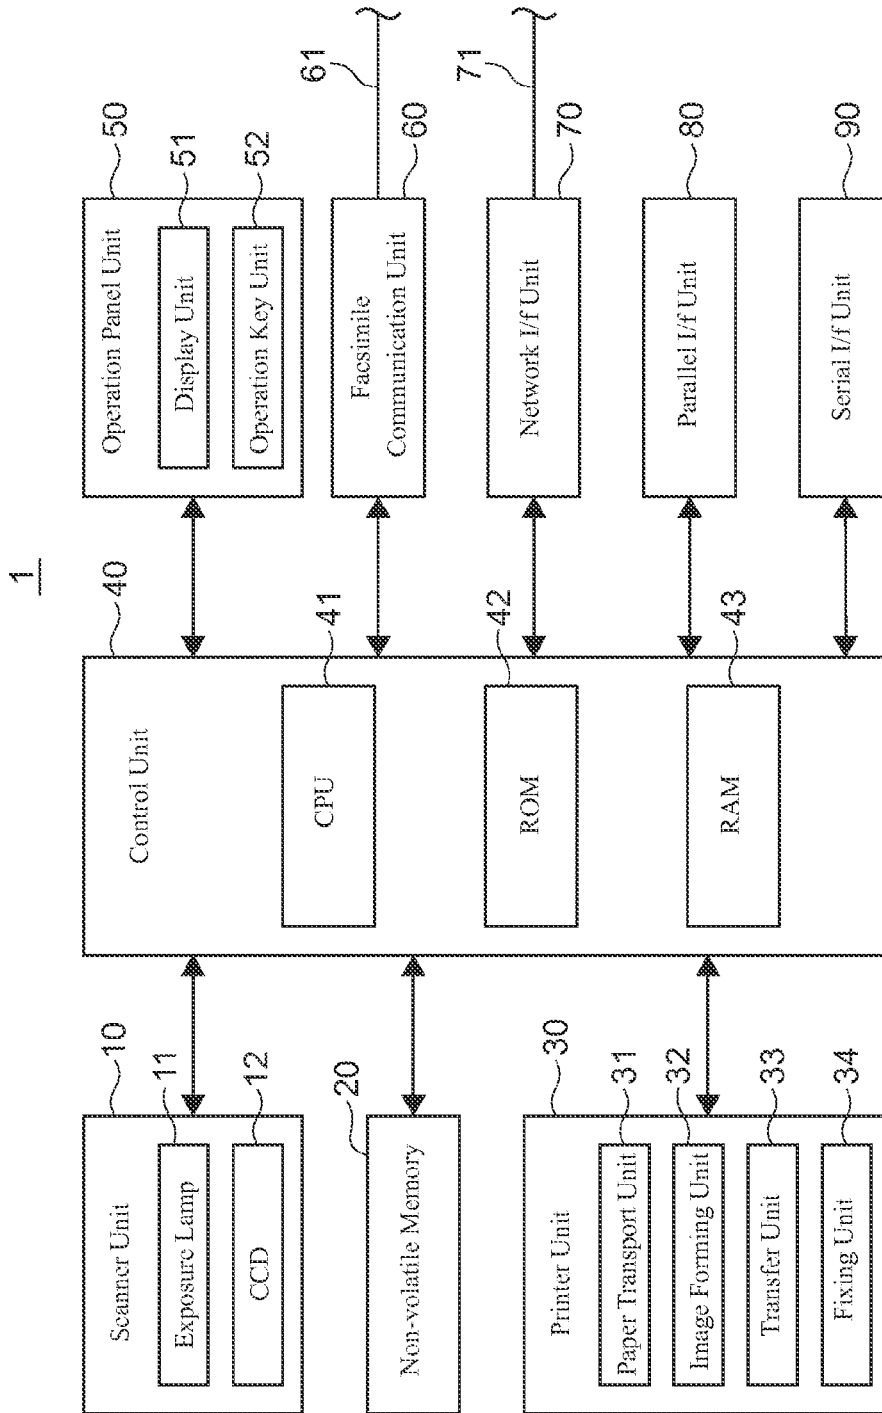 1
10
Scanner Unit
11
Exposure Lamp
12
CCD
20
Non-volatile Memory
30
Printer Unit
31
Paper Transport Unit
32
Image Forming Unit
33
Transfer Unit
34
Fixing Unit
40
Control Unit
41
CPU
42
ROM
43
RAM
50
Operation Panel Unit
51
Display Unit
52
Operation Key Unit
61
60
Facsimile
Communication Unit
71
70
Network I/f Unit
80
Parallel I/f Unit
90
Serial I/f Unit